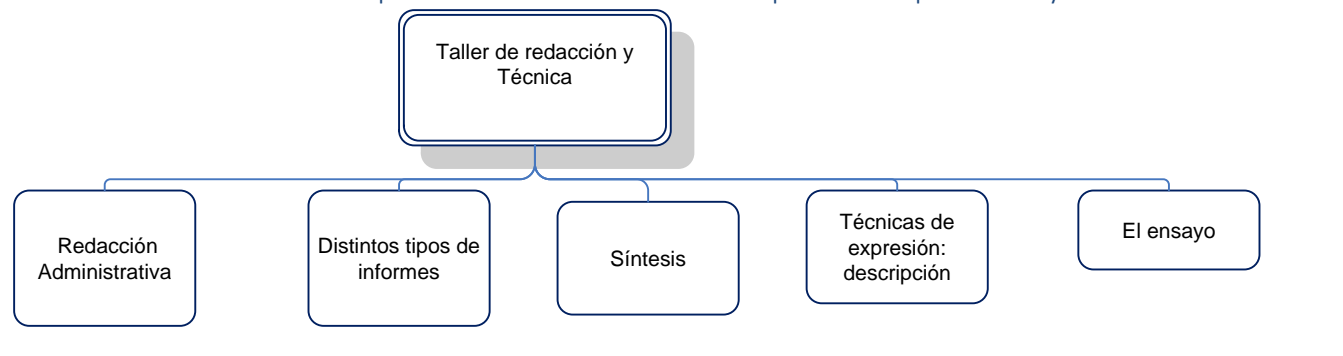 Taller de redacción y
Técnica
Redacción
Administrativa
Distintos tipos de
informes
Síntesis
Técnicas de
expresión:
descripción
El ensayo